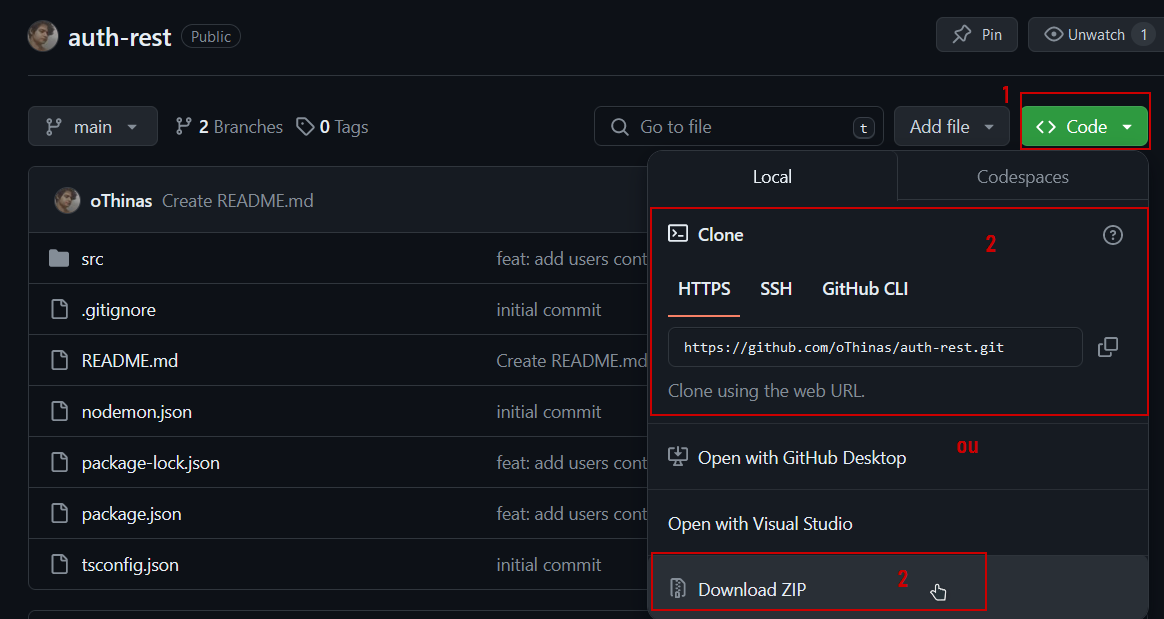 auth-rest Public Pin Unwatch 1
1
main 2 Branches 0 Tags Go to file t Add file Code
Local Codespaces
oThinas Create README.md
Clone 2
src feat: add users cont
HTTPS SSH GitHub CLI
.gitignore initial commit
https://github.com/oThinas/auth-rest.git
README.md Create README.md
Clone using the web URL.
nodemon.json initial commit
ou
package-lock.json feat: add users cont
Open with GitHub Desktop
package.json feat: add users cont
Open with Visual Studio
tsconfig.json initial commit
Download ZIP 2